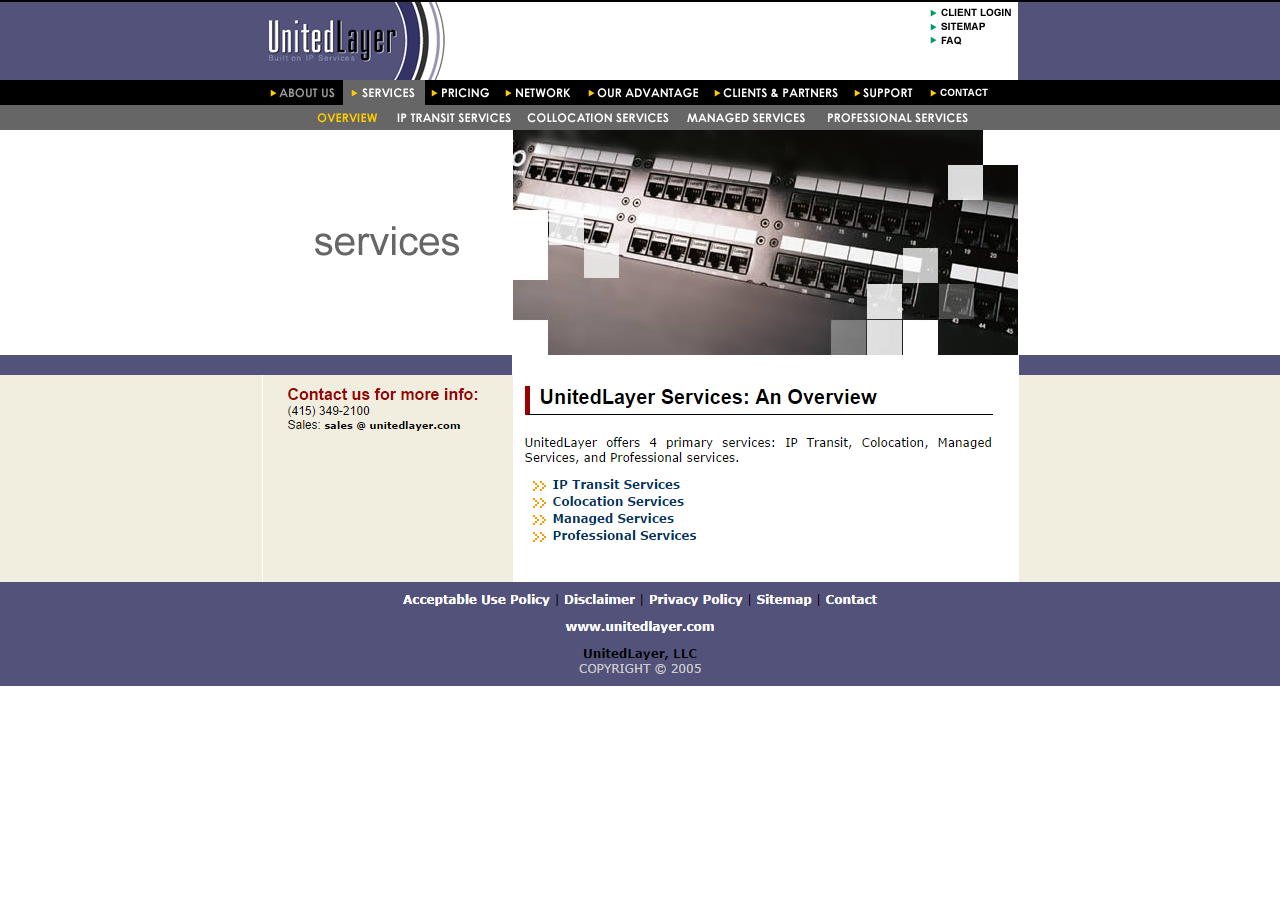 UnitedLayer
Built on IP Services
CLIENT LOGIN
SITEMAP
FAQ
ABOUT US SERVICES PRICING NETWORK OUR ADVANTAGE CLIENTS & PARTNERS SUPPORT CONTACT
OVERVIEW IP TRANSIT SERVICES COLLOCATION SERVICES MANAGED SERVICES PROFESSIONAL SERVICES
services
Contact us for more info:
(415) 349-2100
Sales: sales @ unitedlayer.com
UnitedLayer Services: An Overview
UnitedLayer offers 4 primary services: IP Transit, Colocation, Managed
Services, and Professional services.
IP Transit Services
Colocation Services
Managed Services
Professional Services
Acceptable Use Policy | Disclaimer | Privacy Policy | Sitemap | Contact
www.unitedlayer.com
UnitedLayer, LLC
COPYRIGHT © 2005